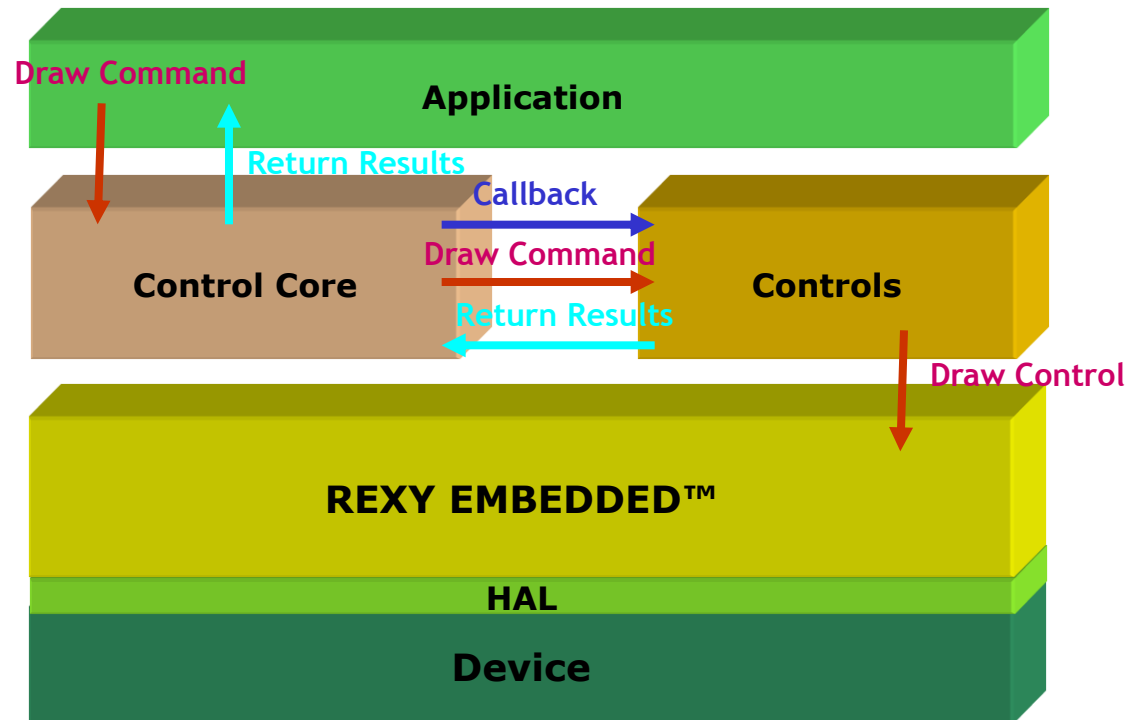 Draw Command
Application
Return Results
Callback
Draw Command
Control Core
Controls
Return Results
Draw Control
REXY EMBEDDED™
HAL
Device